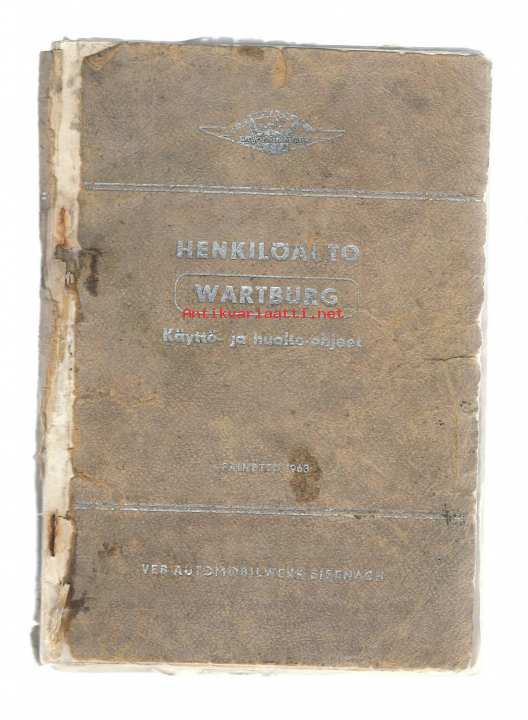 HENKILÖAUTO
WARTBURG
Antikvariaatti.net
Käyttö- ja huolto-ohjeet
PAINETTU 1963
VEB AUTOMOBILWERK EISENACH